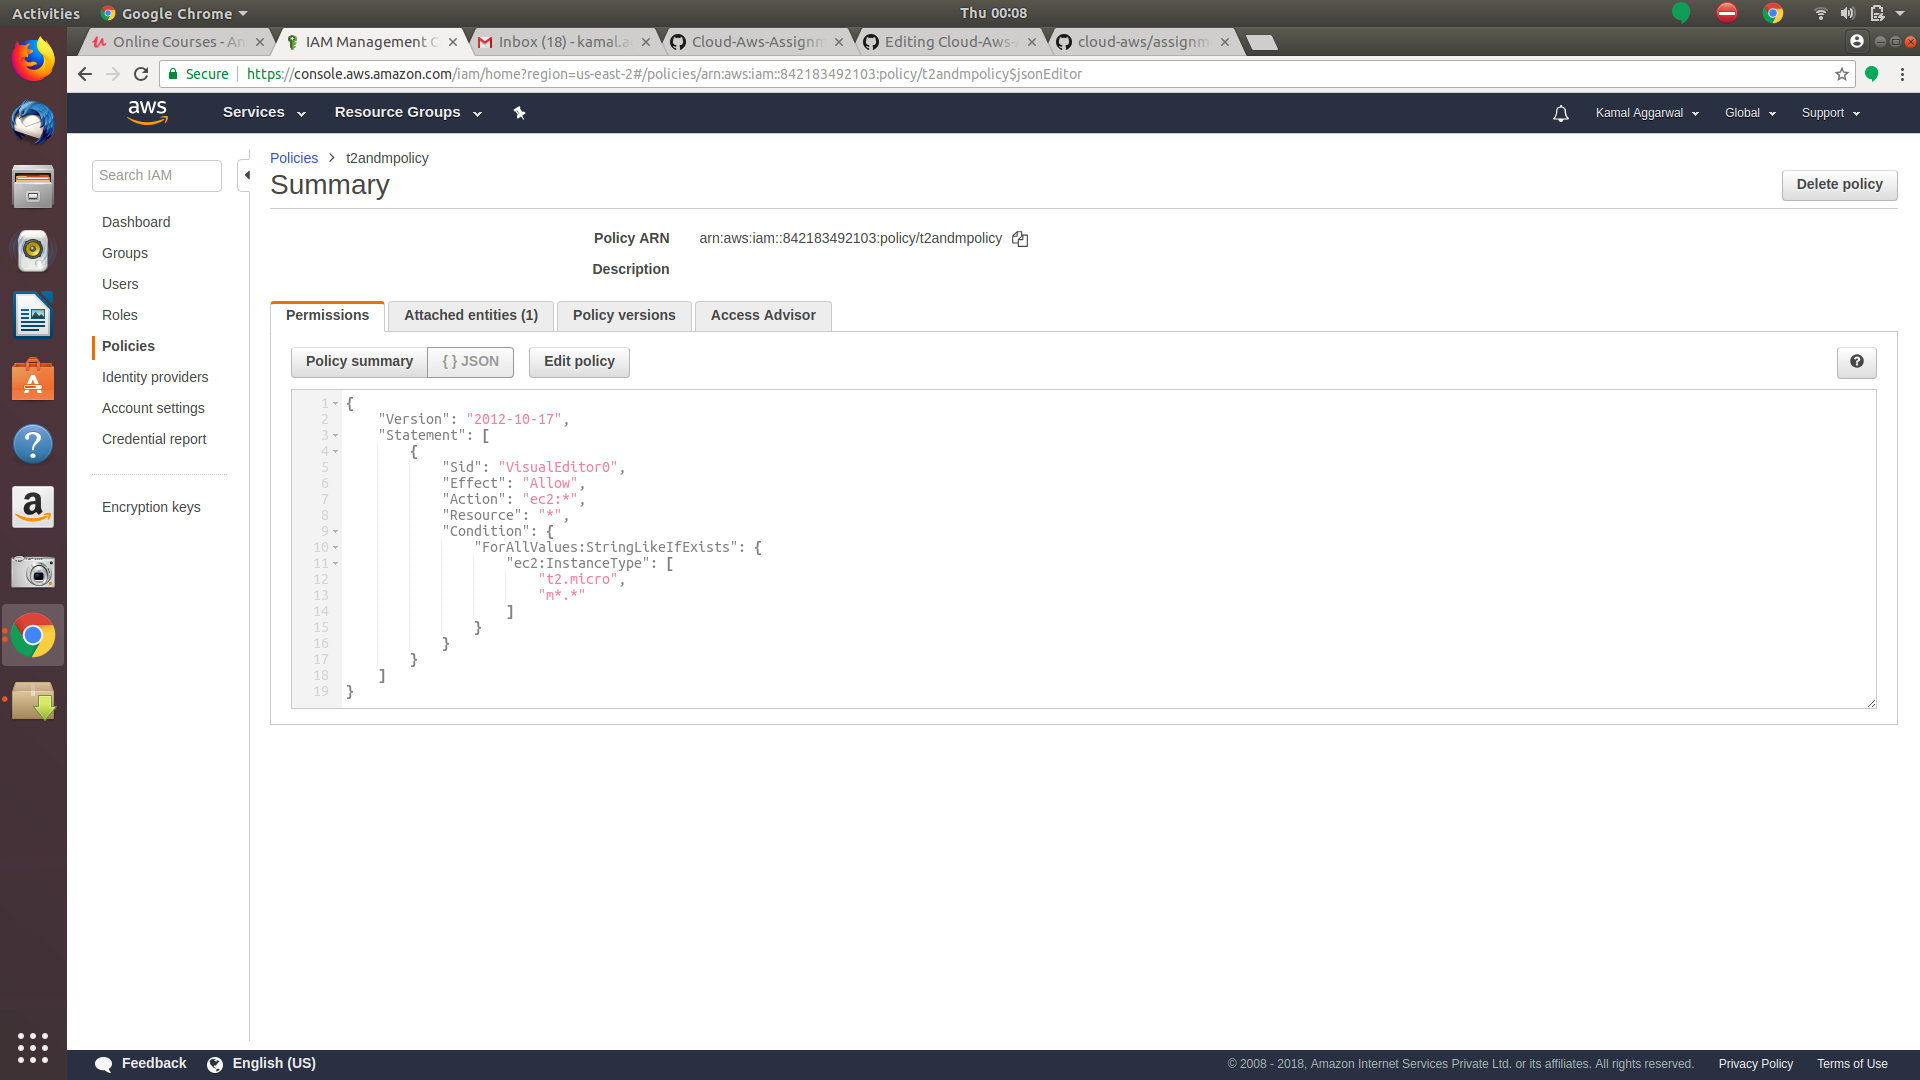 Activities Google Chrome Thu 00:08
Online Courses - An IAM Management C Inbox (18) - kamal.a Cloud-Aws-Assignm Editing Cloud-Aws- cloud-aws/assignm
Secure https://console.aws.amazon.com/iam/home?region=us-east-2#/policies/arn:aws:iam::842183492103:policy/t2andmpolicy$jsonEditor
aws Services Resource Groups Kamal Aggarwal Global Support
Search IAM
Dashboard
Groups
Users
Roles
Policies
Identity providers
Account settings
Credential report
Encryption keys
Policies > t2andmpolicy
Summary
Delete policy
Policy ARN arn:aws:iam::842183492103:policy/t2andmpolicy
Description
Permissions Attached entities (1) Policy versions Access Advisor
Policy summary { } JSON Edit policy
1 {
2 "Version": "2012-10-17",
3 "Statement": [
4 {
5 "Sid": "VisualEditor0",
6 "Effect": "Allow",
7 "Action": "ec2:*",
8 "Resource": "*",
9 "Condition": {
10 "ForAllValues:StringLikeIfExists": {
11 "ec2:InstanceType": [
12 "t2.micro",
13 "m*.*"
14 ]
15 }
16 }
17 }
18 ]
19 }
Feedback English (US) © 2008 - 2018, Amazon Internet Services Private Ltd. or its affiliates. All rights reserved. Privacy Policy Terms of Use